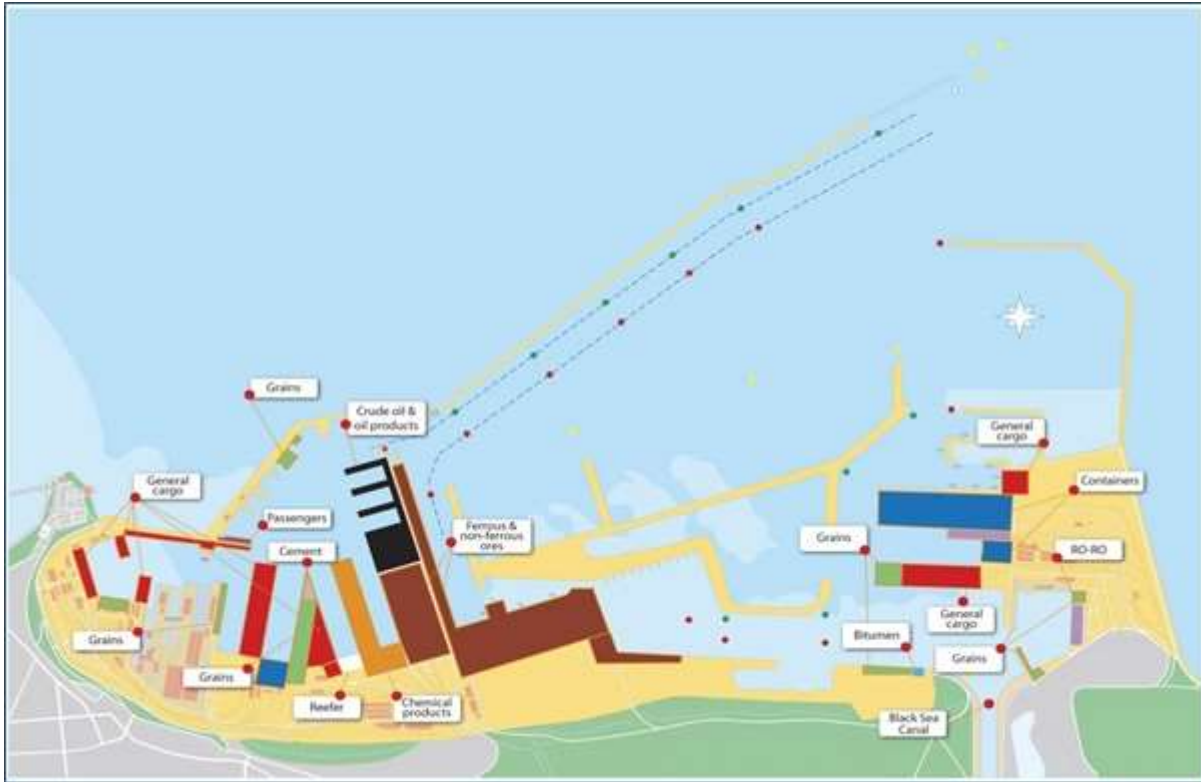 Grains
Crude oil &
oil products
General
cargo
General
cargo
Containers
Passengers
Ferrous &
non-ferrous
ores
Grains
Cement
RO-RO
General
cargo
Grains
Bitumen
Grains
Grains
Reefer
Chemical
products
Black Sea
Canal